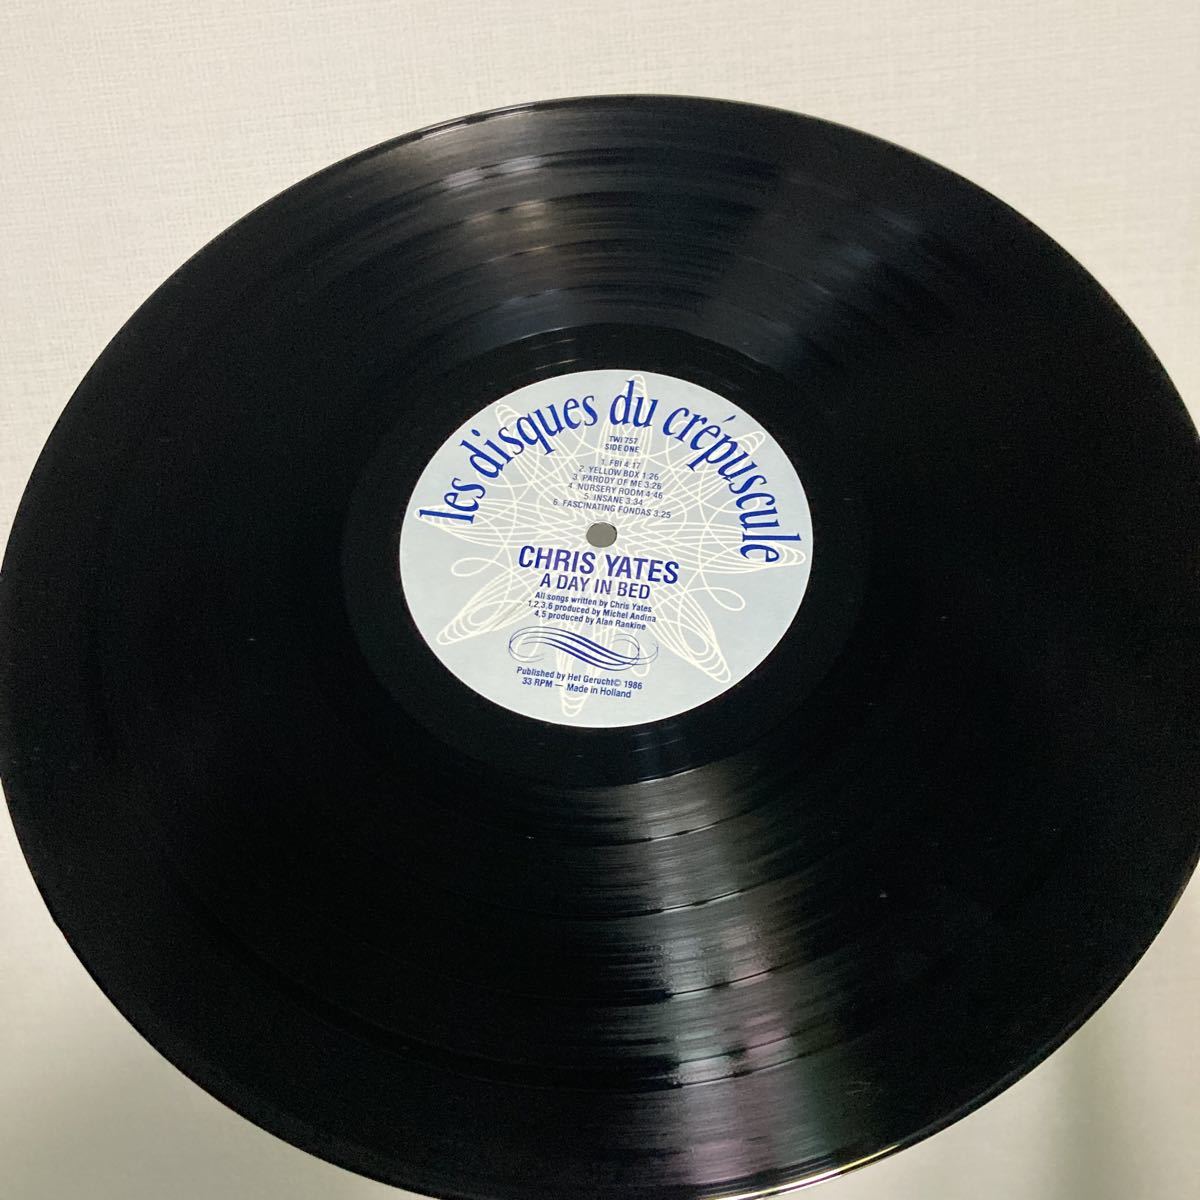 les disques du crépuscule
TWI 757
SIDE ONE
1. FBI 4:17
2. YELLOW BOX 1:26
3. PARODY OF ME 3:26
4. NURSERY ROOM 4:46
5. INSANE 3:34
6. FASCINATING FONDAS 3:25
CHRIS YATES
A DAY IN BED
All songs written by Chris Yates
1,2,3,6 produced by Michel Andina
4,5 produced by Alan Rankine
Published by Het Gerucht© 1986
33 RPM — Made in Holland